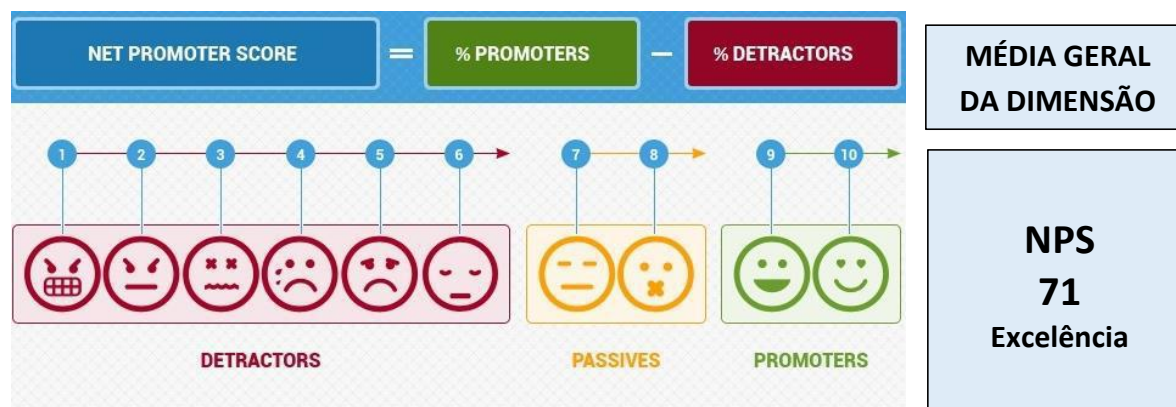 NET PROMOTER SCORE = % PROMOTERS − % DETRACTORS
MÉDIA GERAL
DA DIMENSÃO
1 2 3 4 5 6 7 8 9 10
DETRACTORS PASSIVES PROMOTERS
NPS
71
Excelência